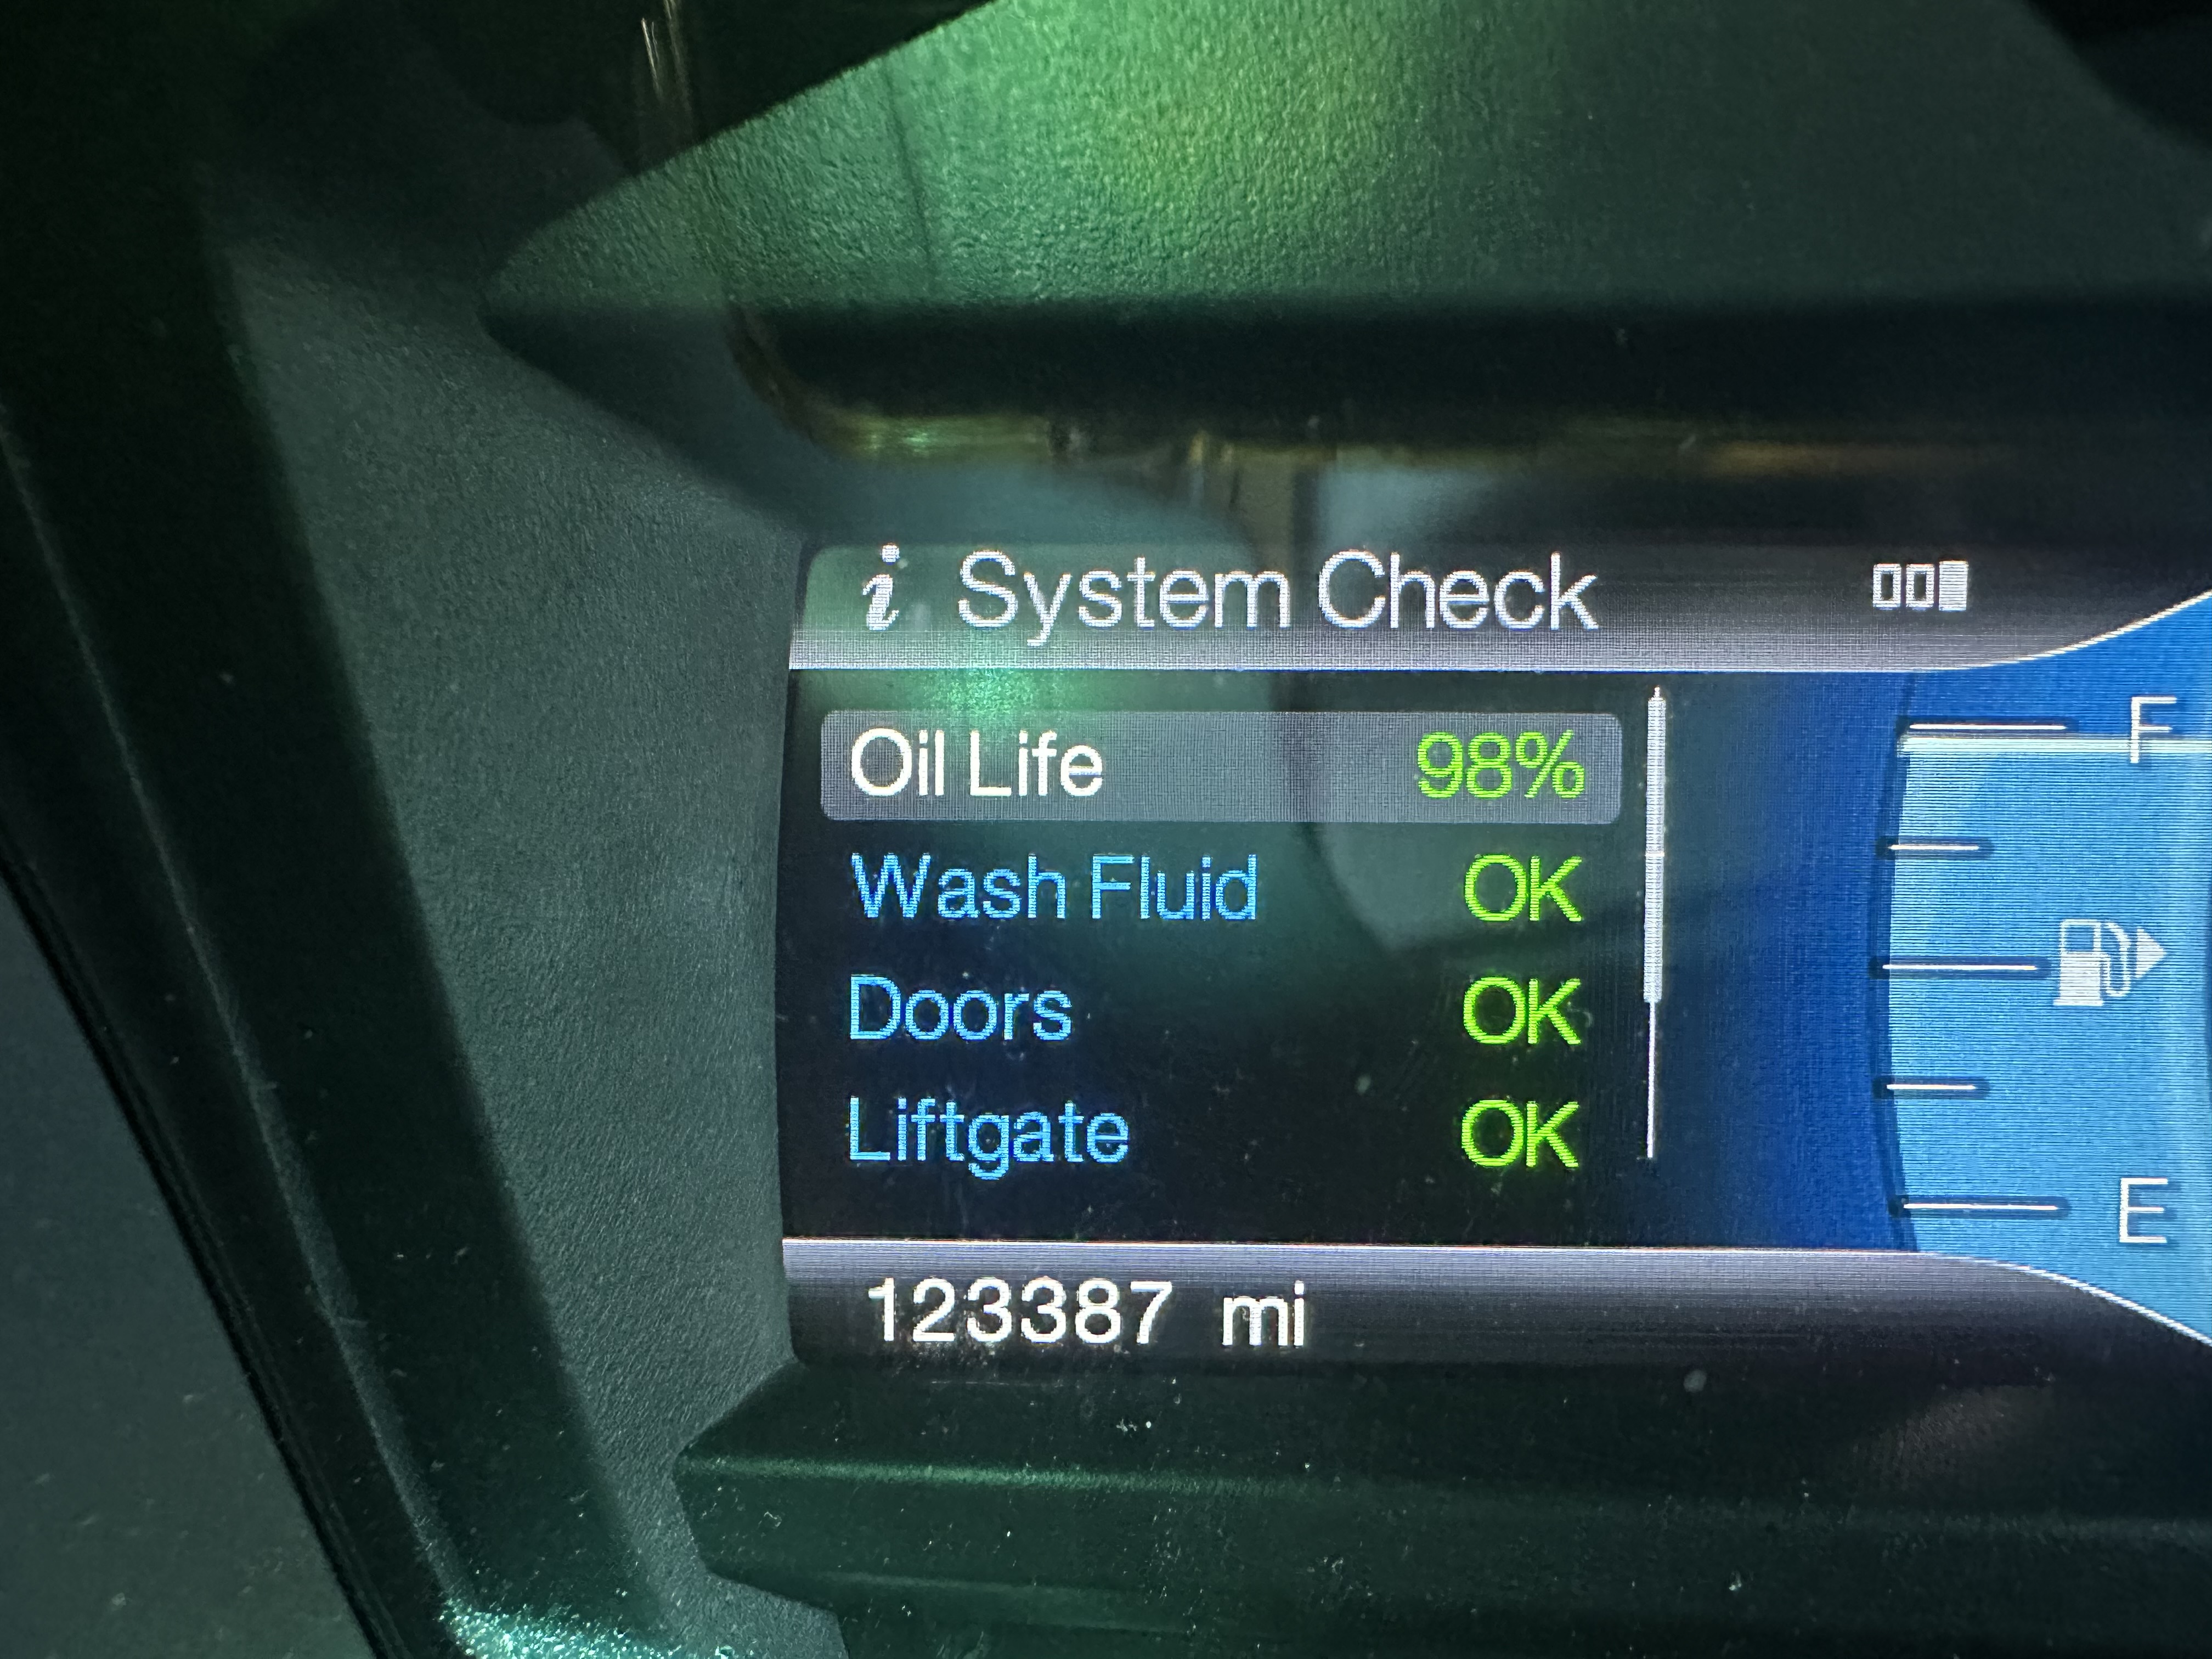 i System Check
Oil Life 98%
F
Wash Fluid OK
Doors OK
Liftgate OK
E
123387 mi